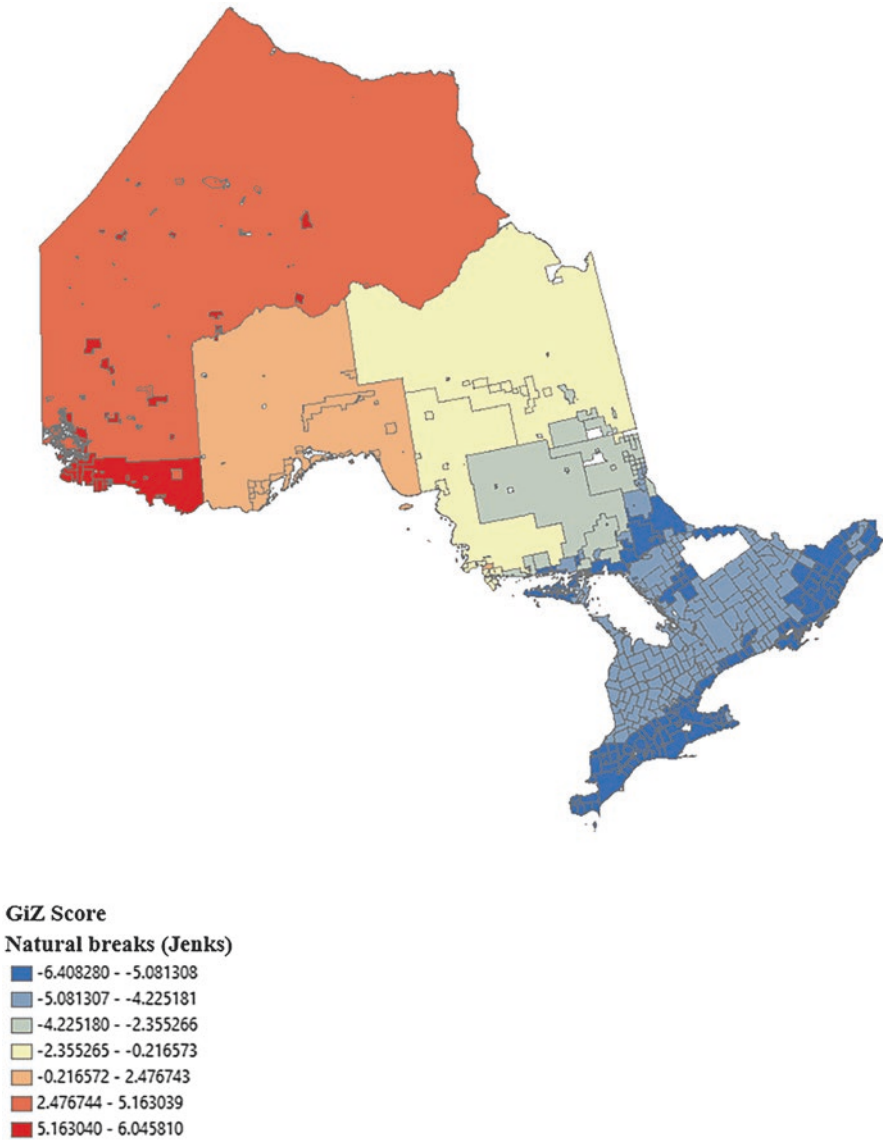 GiZ Score
Natural breaks (Jenks)
-6.408280 - -5.081308
-5.081307 - -4.225181
-4.225180 - -2.355266
-2.355265 - -0.216573
-0.216572 - 2.476743
2.476744 - 5.163039
5.163040 - 6.045810